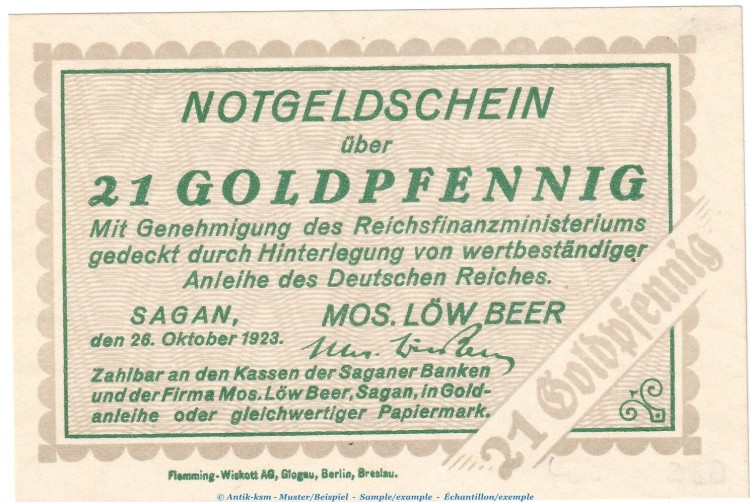 NOTGELDSCHEIN
über
21 GOLDPFENNIG
Mit Genehmigung des Reichsfinanzministeriums
gedeckt durch Hinterlegung von wertbeständiger
Anleihe des Deutschen Reiches.
SAGAN, MOS. LÖW BEER
den 26. Oktober 1923.
Mos. Löw Beer
Zahlbar an den Kassen der Saganer Banken
und der Firma Mos. Löw Beer, Sagan, in Gold-
anleihe oder gleichwertiger Papiermark.
21 Goldpfennig
Flemming-Wiskott AG, Glogau, Berlin, Breslau.
© Antik-ksm - Muster/Beispiel - Sample/example - Échantillon/exemple